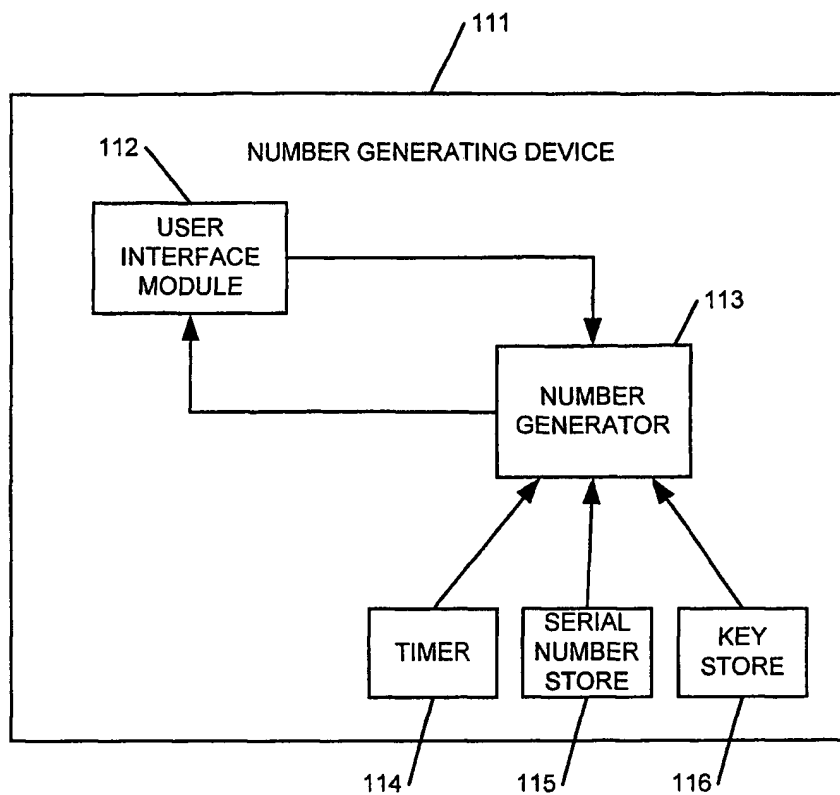 111
NUMBER GENERATING DEVICE
112
USER
INTERFACE
MODULE
113
NUMBER
GENERATOR
TIMER
SERIAL
NUMBER
STORE
KEY
STORE
114
115
116